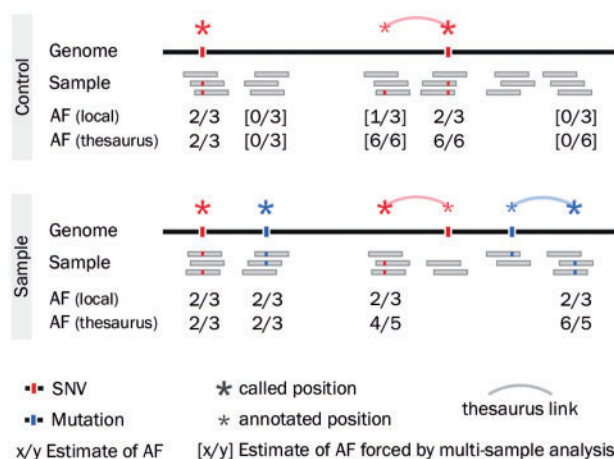 Control
Genome
Sample
AF (local) 2/3 [0/3] [1/3] 2/3 [0/3]
AF (thesaurus) 2/3 [0/3] [6/6] 6/6 [0/6]
Sample
Genome
Sample
AF (local) 2/3 2/3 2/3 2/3
AF (thesaurus) 2/3 2/3 4/5 6/5
SNV
called position
Mutation
annotated position
thesaurus link
x/y Estimate of AF
[x/y] Estimate of AF forced by multi-sample analysis